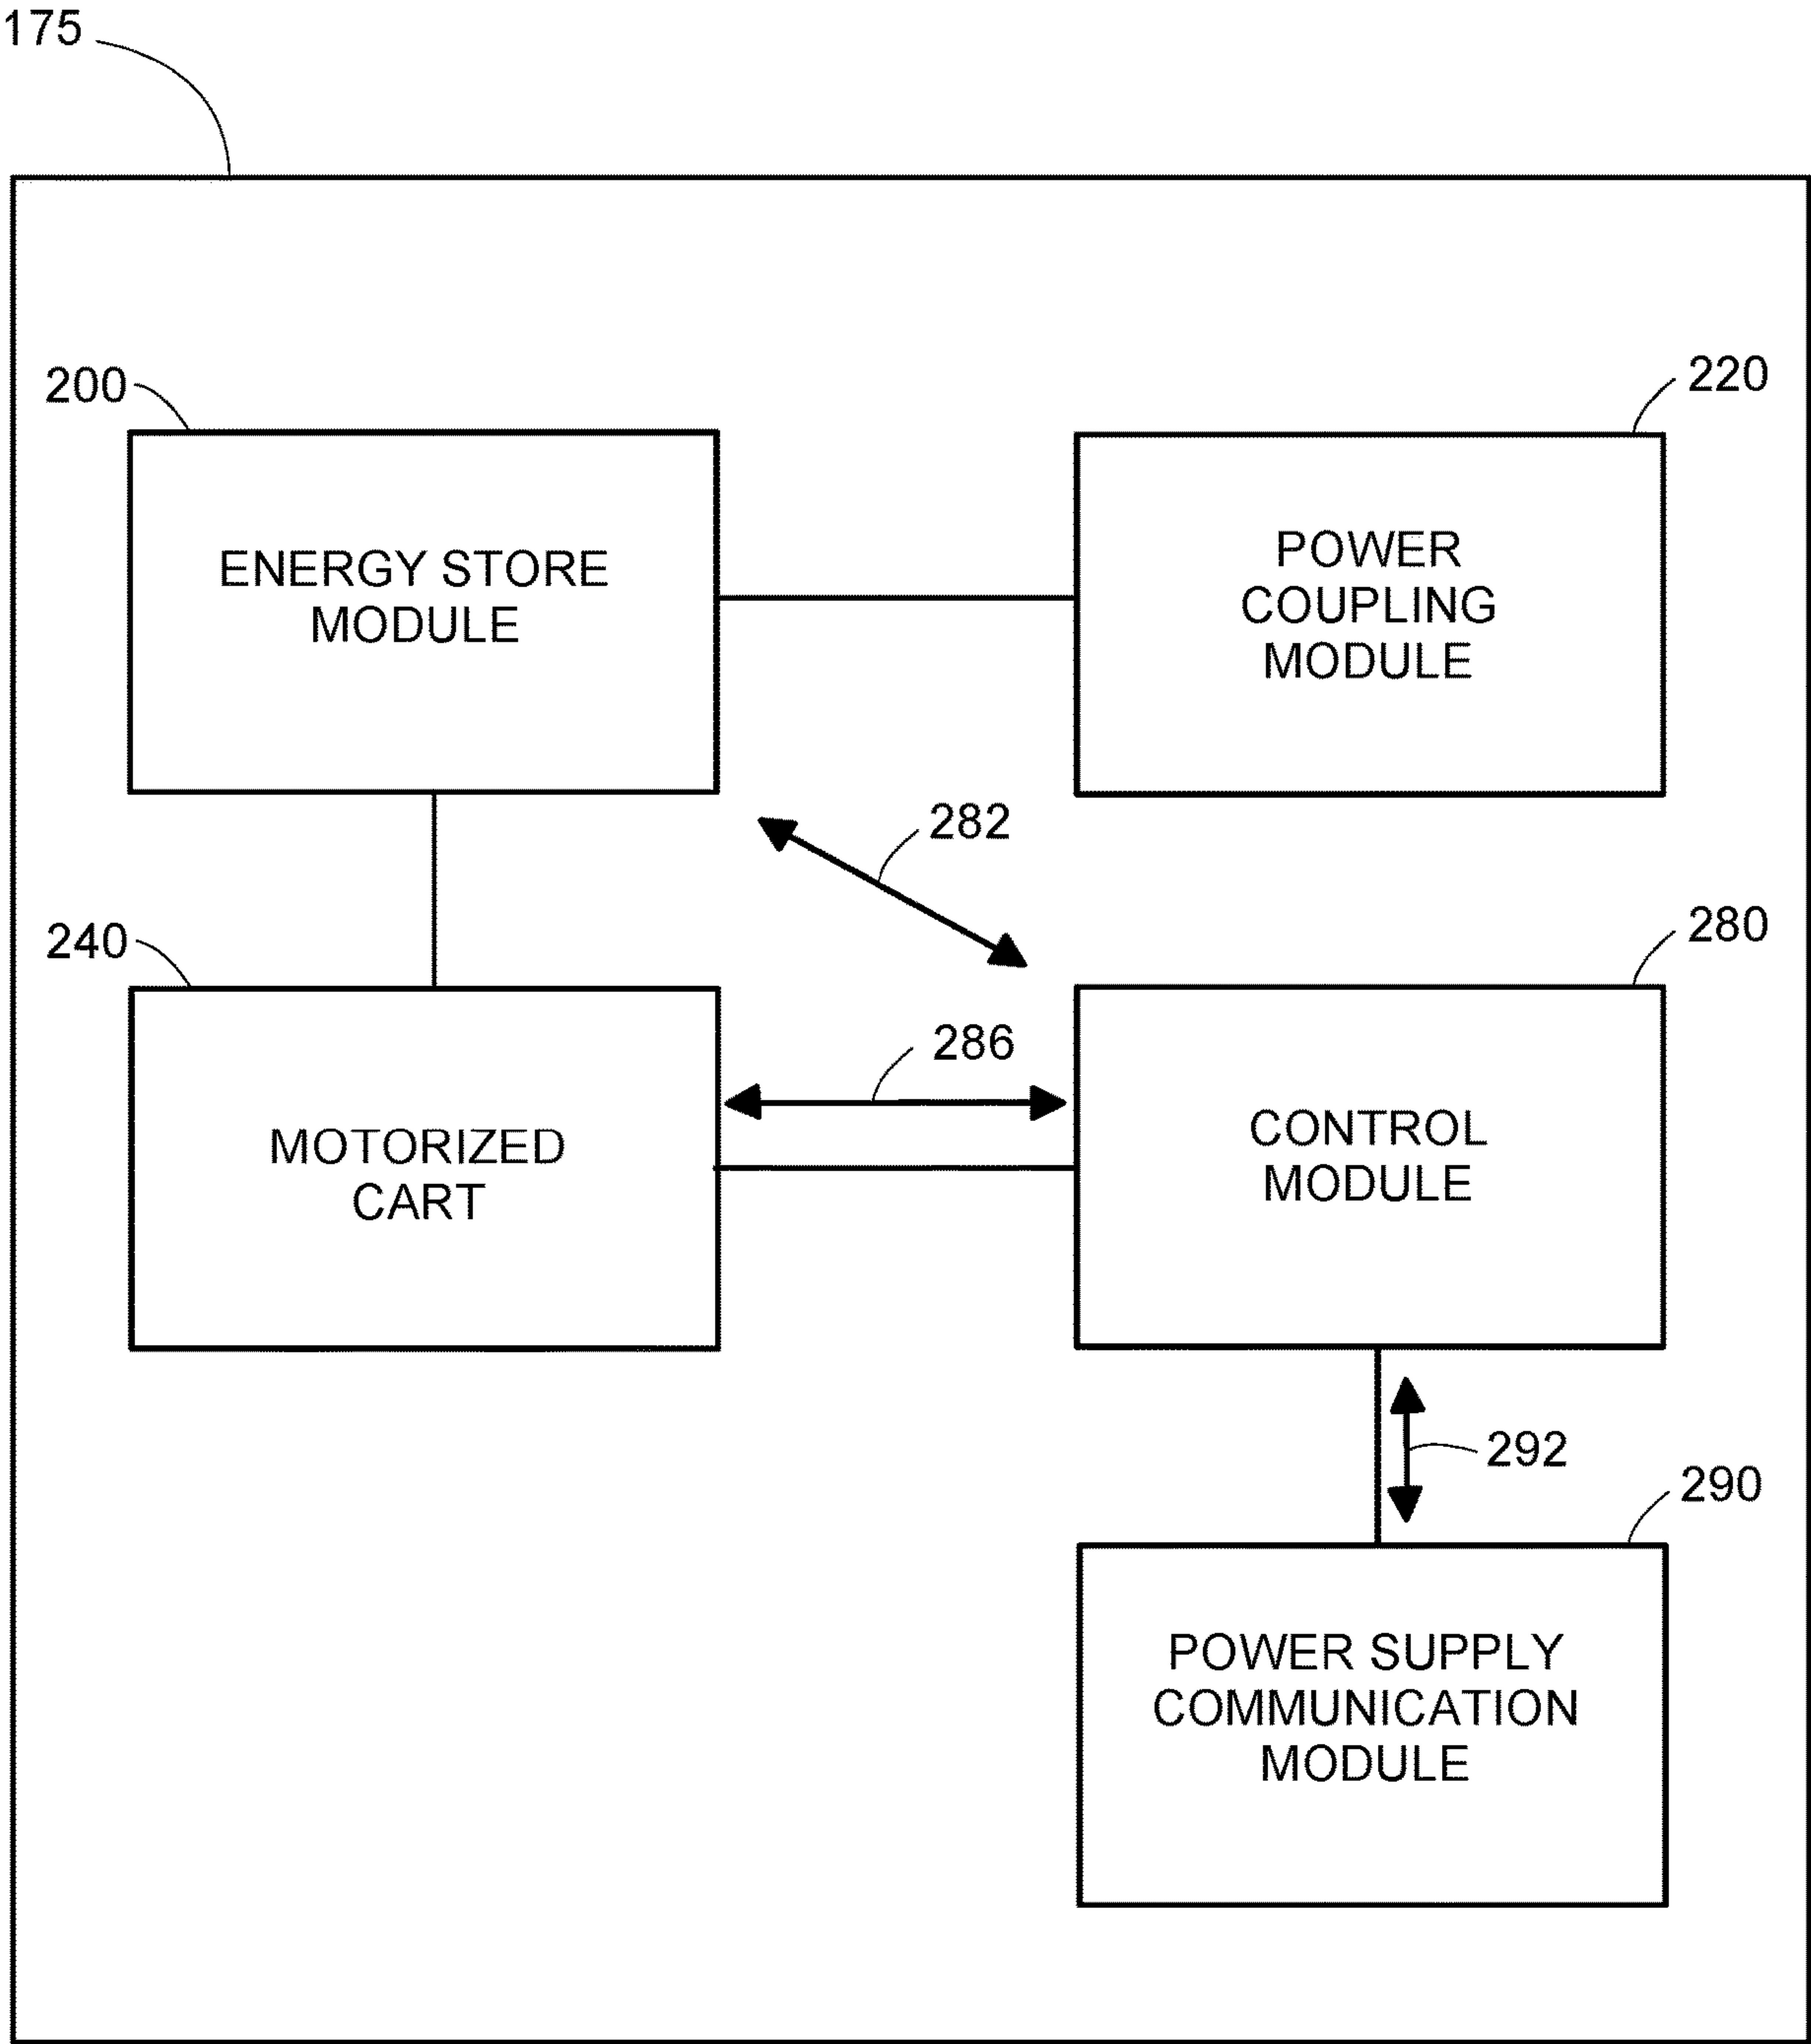 175
200
220
ENERGY STORE
MODULE
POWER
COUPLING
MODULE
282
240
280
286
MOTORIZED
CART
CONTROL
MODULE
292
290
POWER SUPPLY
COMMUNICATION
MODULE